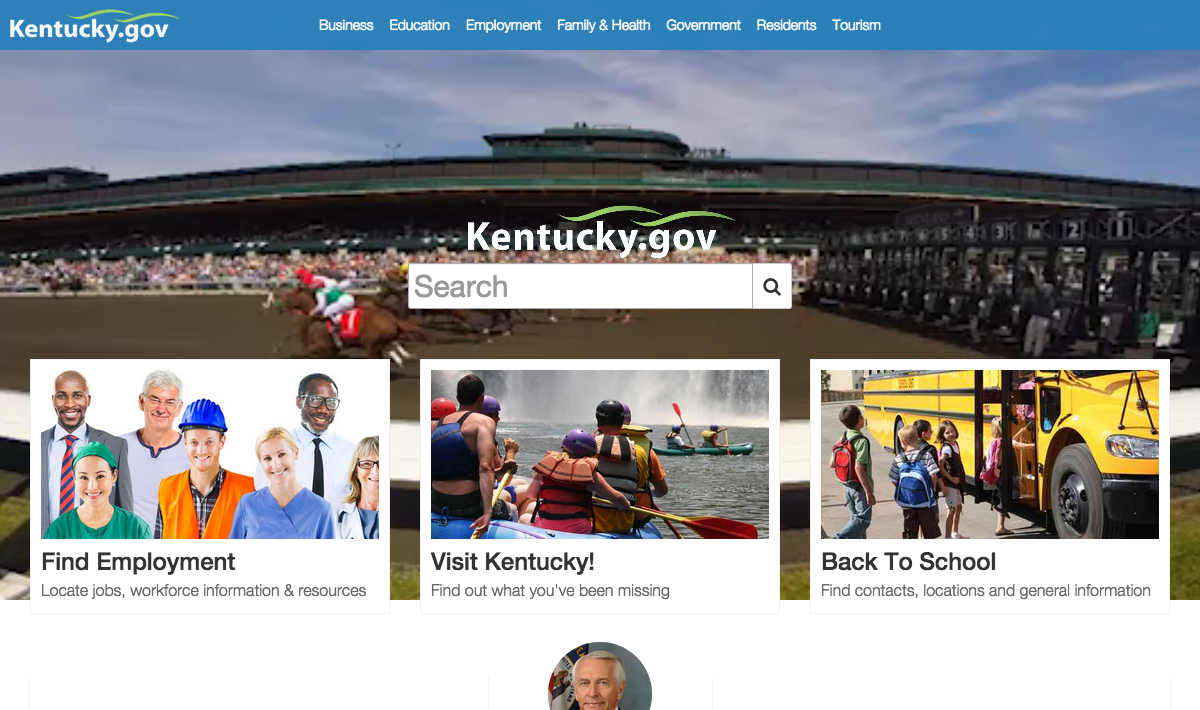 Kentucky.gov
Business Education Employment Family & Health Government Residents Tourism
Kentucky.gov
Search
Find Employment
Locate jobs, workforce information & resources
Visit Kentucky!
Find out what you've been missing
Back To School
Find contacts, locations and general information